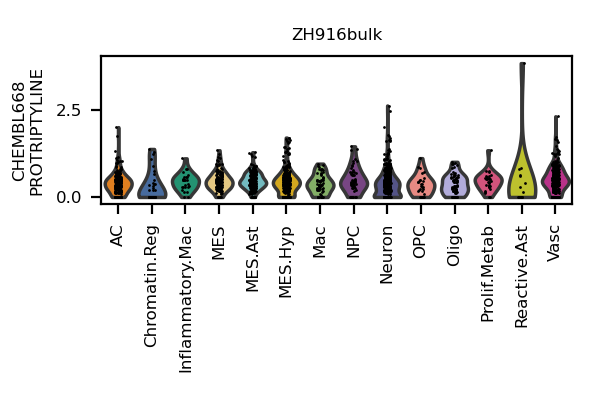 ZH916bulk
CHEMBL668
PROTRIPTYLINE
2.5
0.0
AC
Chromatin.Reg
Inflammatory.Mac
MES
MES.Ast
MES.Hyp
Mac
NPC
Neuron
OPC
Oligo
Prolif.Metab
Reactive.Ast
Vasc